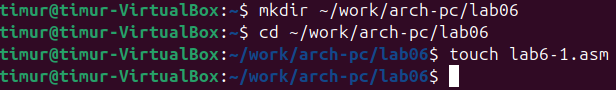 timur@timur-VirtualBox:~$ mkdir ~/work/arch-pc/lab06
timur@timur-VirtualBox:~$ cd ~/work/arch-pc/lab06
timur@timur-VirtualBox:~/work/arch-pc/lab06$ touch lab6-1.asm
timur@timur-VirtualBox:~/work/arch-pc/lab06$